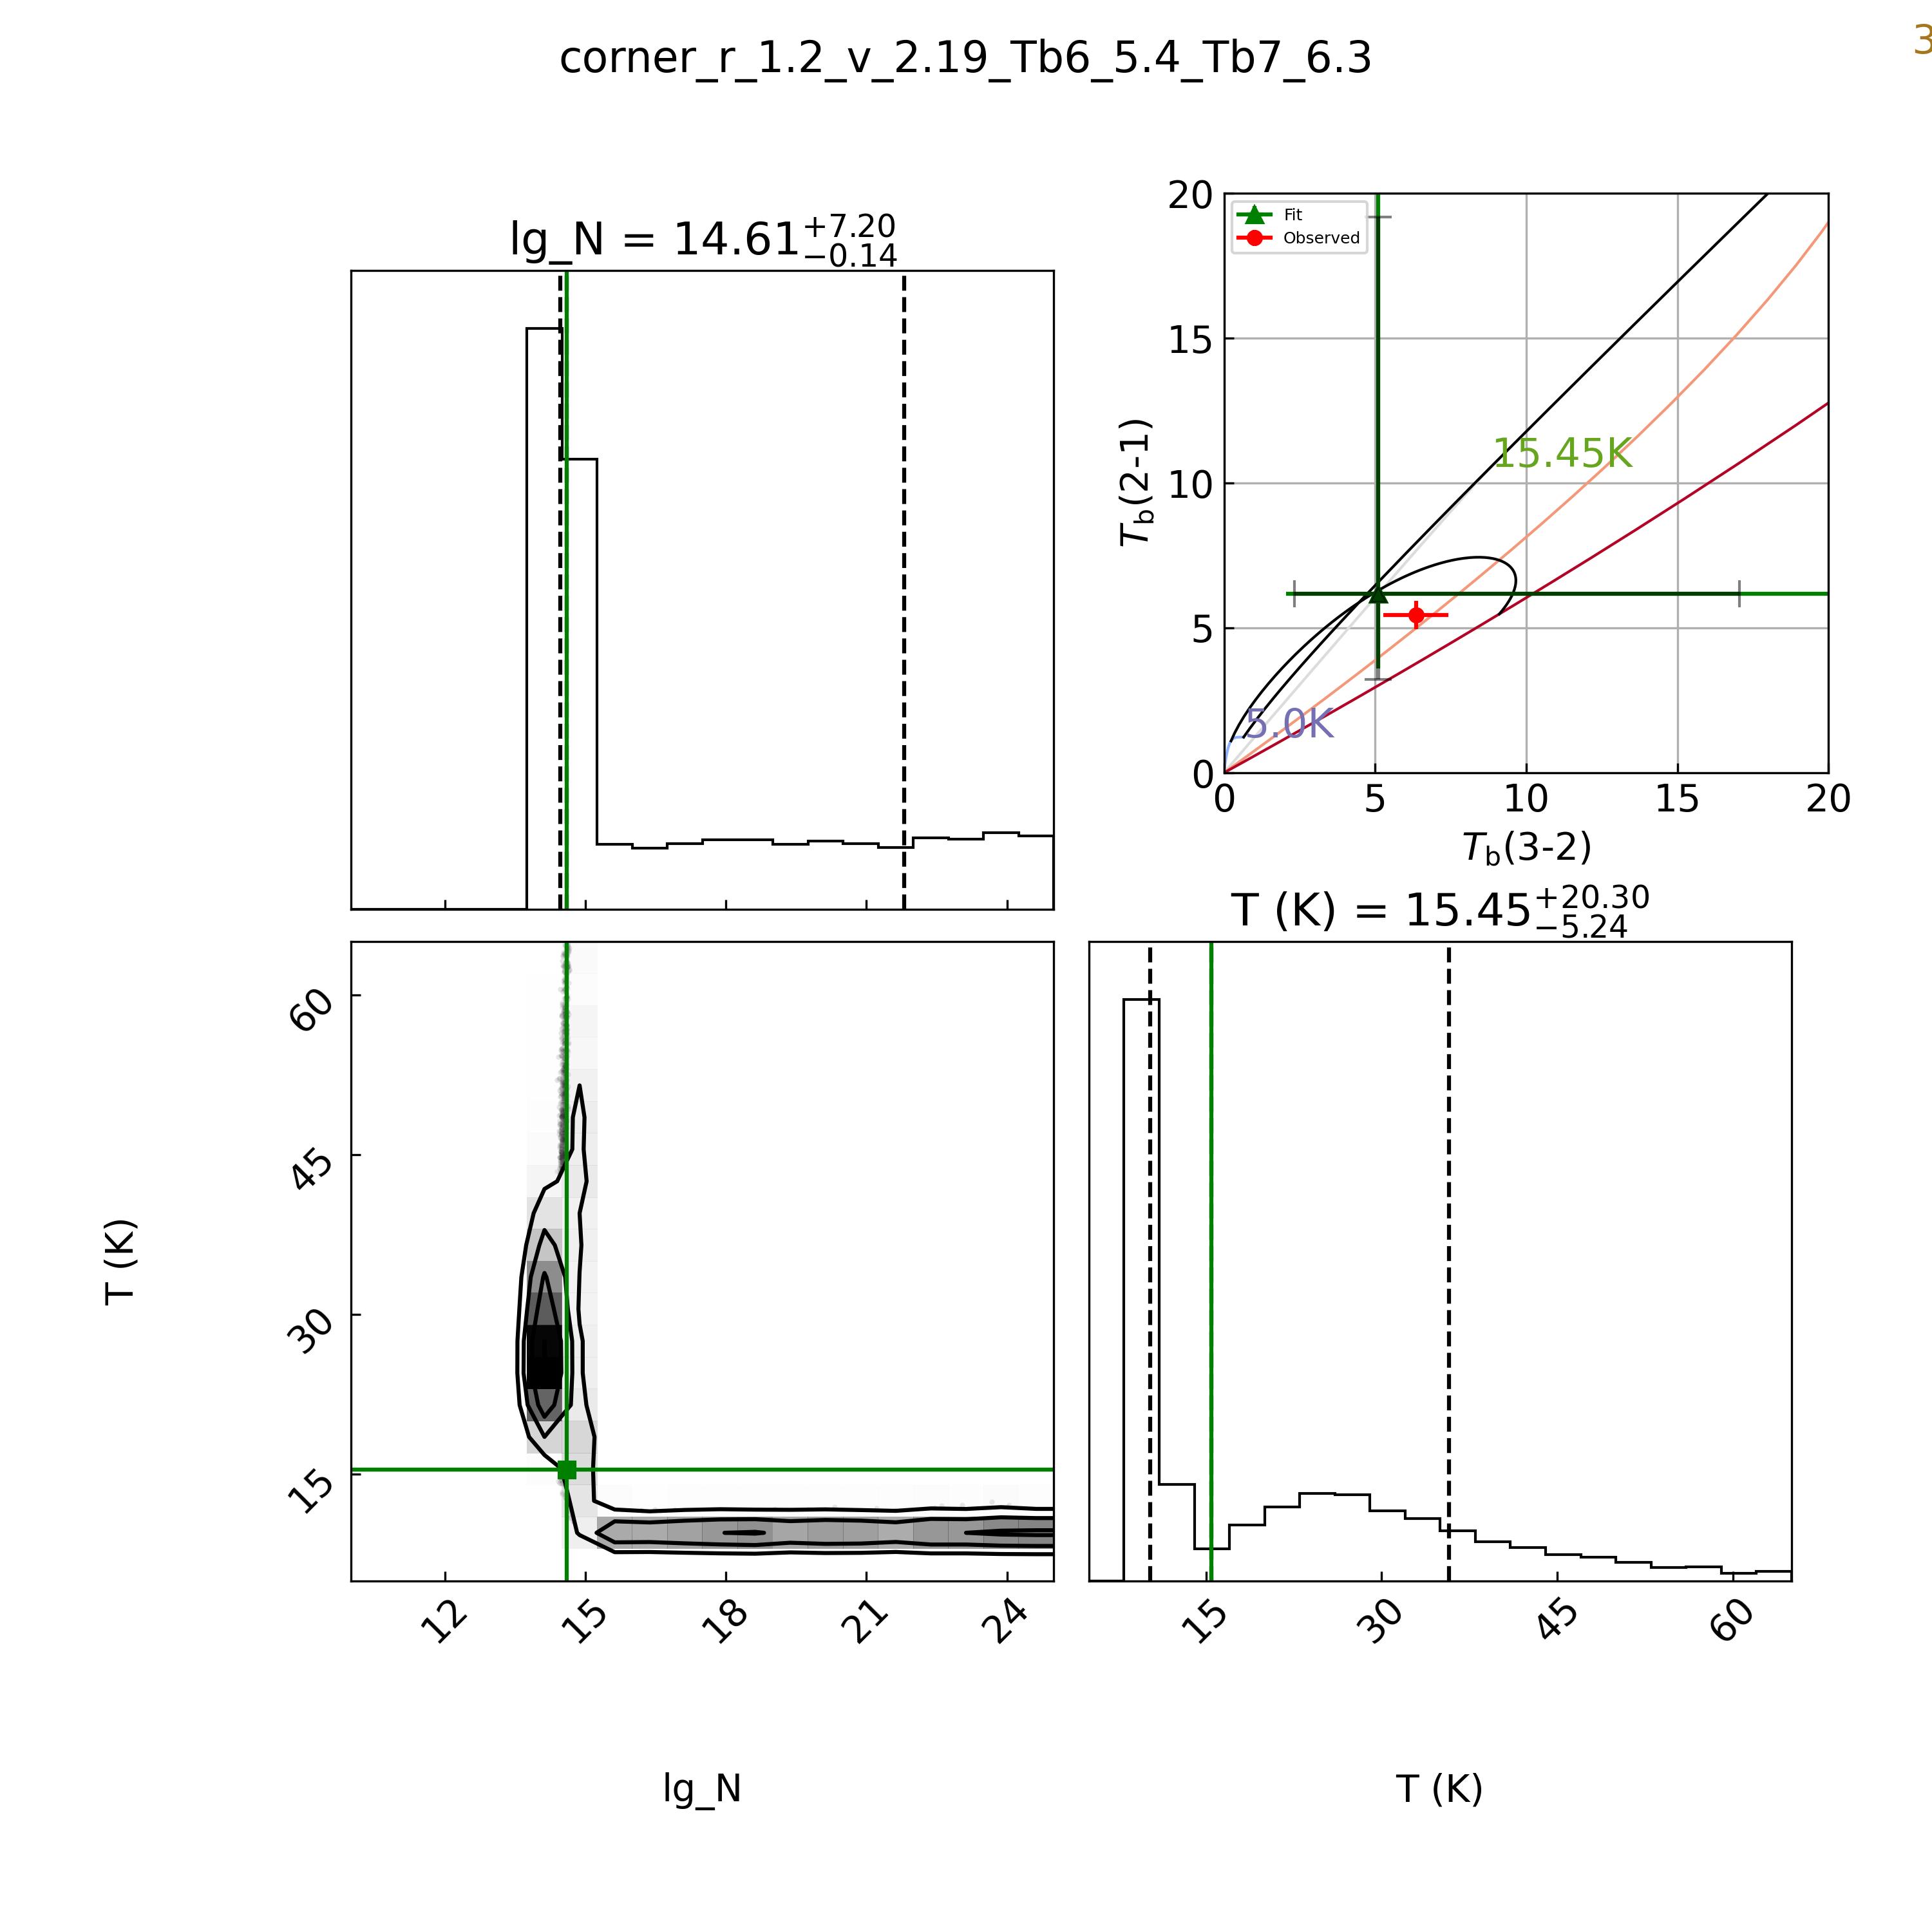 corner_r_1.2_v_2.19_Tb6_5.4_Tb7_6.3
3
lg_N = 14.61 +7.20 −0.14
20
15
10
5
0
Fit
Observed
15.45K
5.0K
T_b(2-1)
0 5 10 15 20
T_b(3-2)
T (K) = 15.45 +20.30 −5.24
60
45
30
15
T (K)
12 15 18 21 24
15 30 45 60
lg_N
T (K)